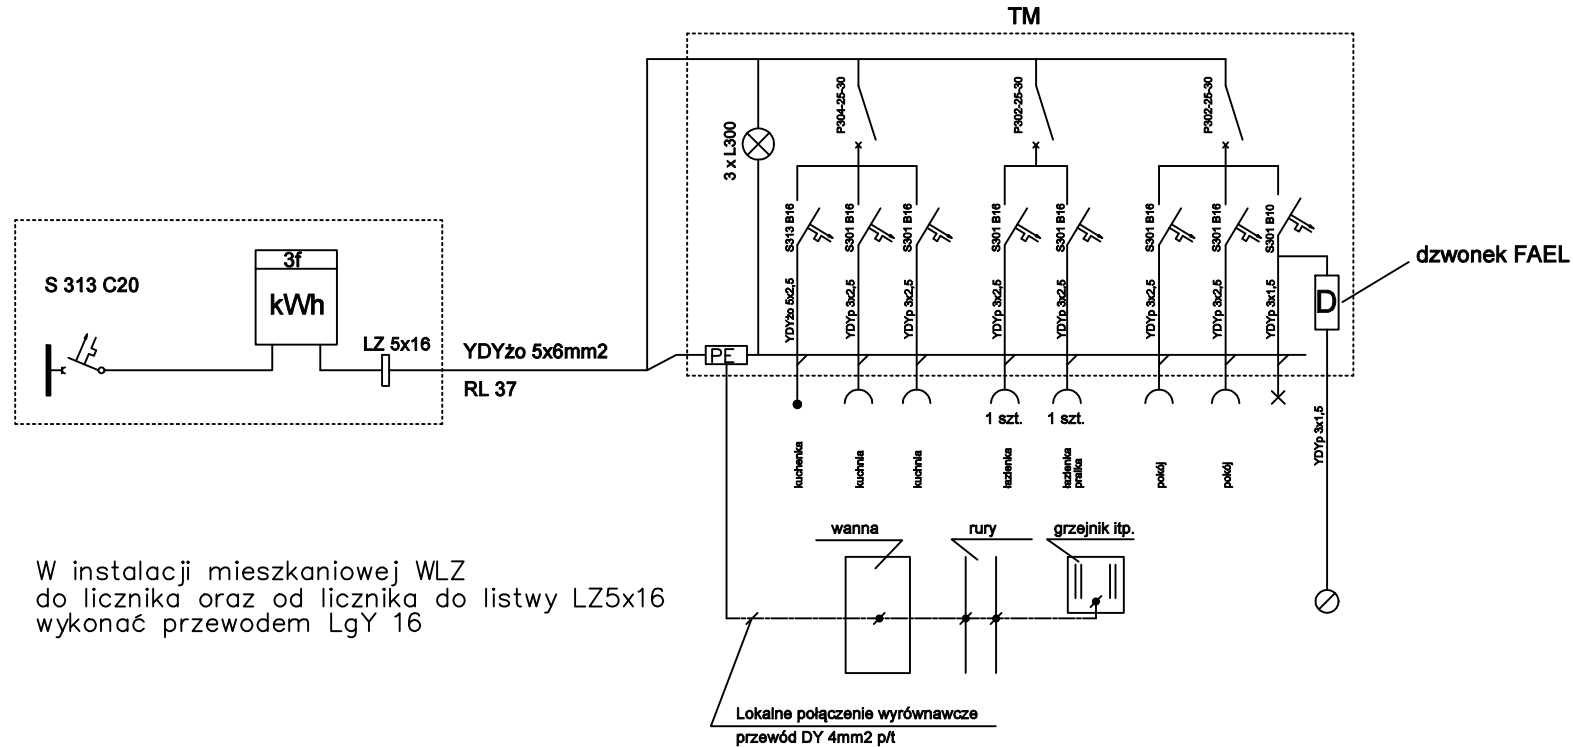 TM
P304-25-30
P302-25-30
P302-25-30
3 x L300
S313 B16
S301 B16
S301 B16
S301 B16
S301 B16
S301 B16
S301 B16
S301 B10
dzwonek FAEL
D
3f
kWh
S 313 C20
LZ 5x16
YDYżo 5x6mm2
RL 37
PE
YDYżo 5x2,5
YDYp 3x2,5
YDYp 3x2,5
YDYp 3x2,5
YDYp 3x2,5
YDYp 3x2,5
YDYp 3x2,5
YDYp 3x1,5
YDYp 3x1,5
1 szt.
1 szt.
kuchenka
kuchnia
kuchnia
łazienka
łazienka
pralka
pokój
pokój
wanna
rury
grzejnik itp.
W instalacji mieszkaniowej WLZ
do licznika oraz od licznika do listwy LZ5x16
wykonać przewodem LgY 16
Lokalne połączenie wyrównawcze
przewód DY 4mm2 p/t